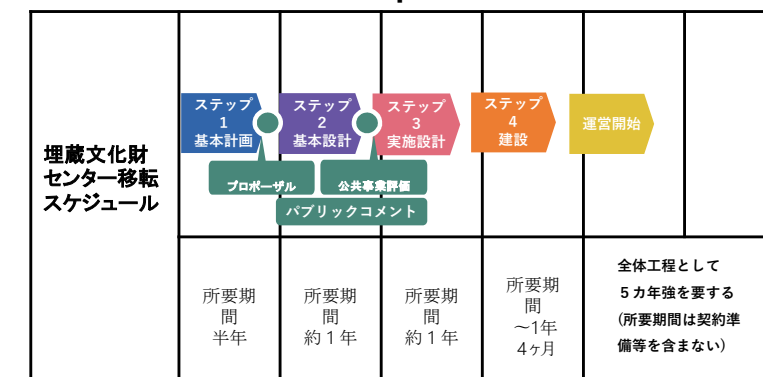 埋蔵文化財
センター移転
スケジュール
ステップ
1
基本計画
ステップ
2
基本設計
ステップ
3
実施設計
ステップ
4
建設
運営開始
プロポーザル
公共事業評価
パブリックコメント
所要期
間
半年
所要期
間
約１年
所要期
間
約１年
所要期
間
～1年
4ヶ月
全体工程として
５カ年強を要する
(所要期間は契約準
備等を含まない)